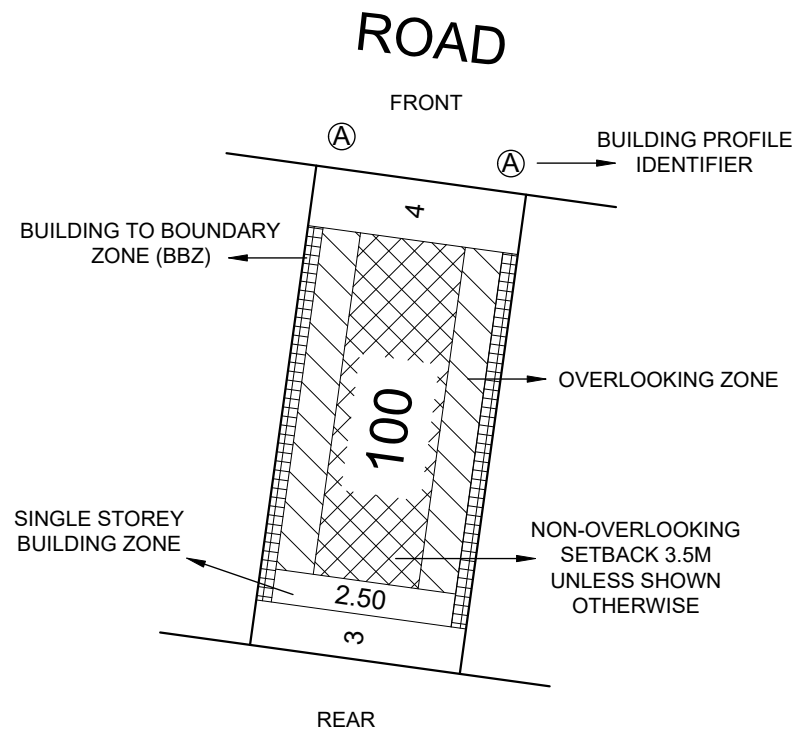 ROAD
FRONT
A
A
BUILDING PROFILE
IDENTIFIER
4
BUILDING TO BOUNDARY
ZONE (BBZ)
OVERLOOKING ZONE
100
SINGLE STOREY
BUILDING ZONE
NON-OVERLOOKING
SETBACK 3.5M
UNLESS SHOWN
OTHERWISE
2.50
3
REAR